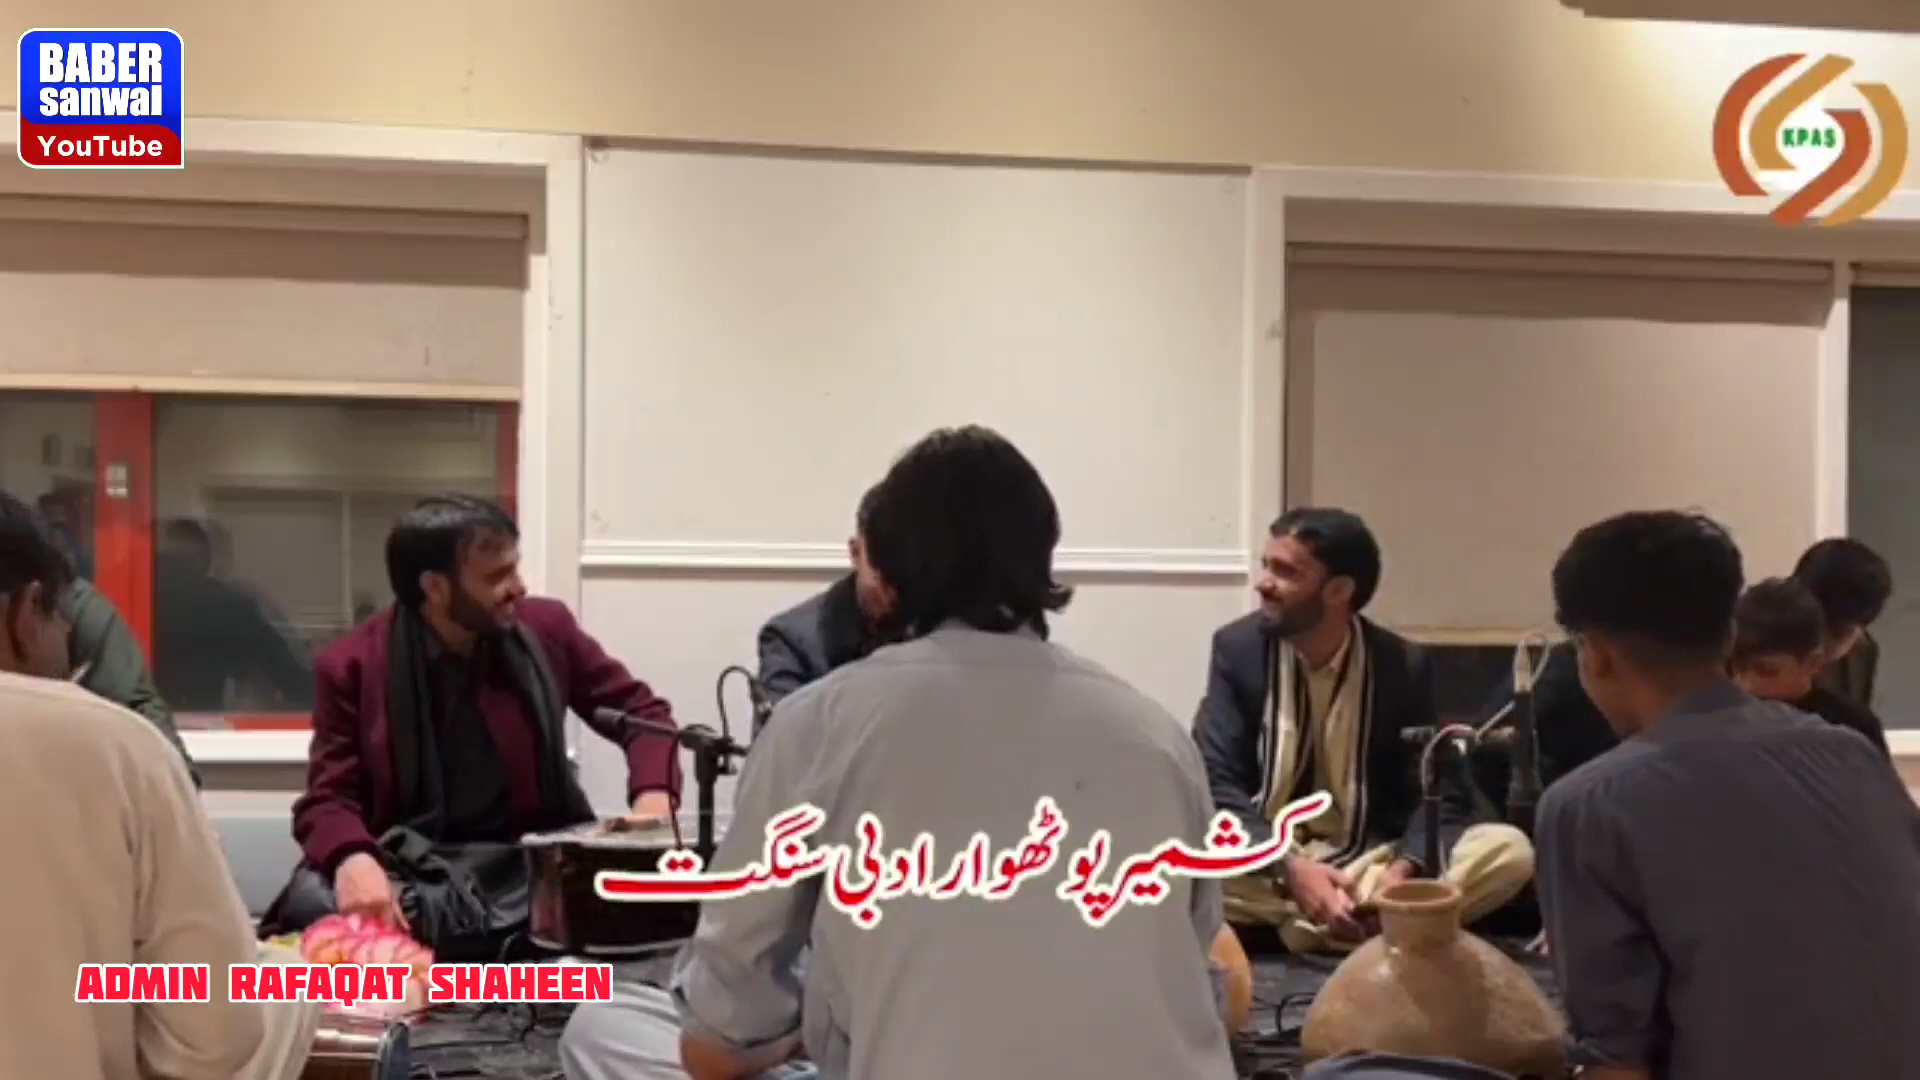 BABER
sanwal
YouTube
KPAS
کشمیر پوٹھوار ادبی سنگت
ADMIN RAFAQAT SHAHEEN